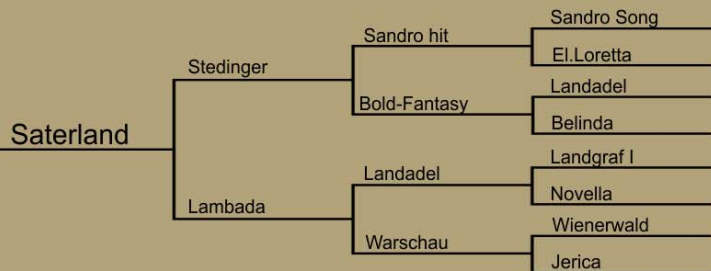 Sandro Song
Sandro hit
El.Loretta
Stedinger
Landadel
Bold-Fantasy
Belinda
Saterland
Landgraf I
Landadel
Novella
Lambada
Wienerwald
Warschau
Jerica